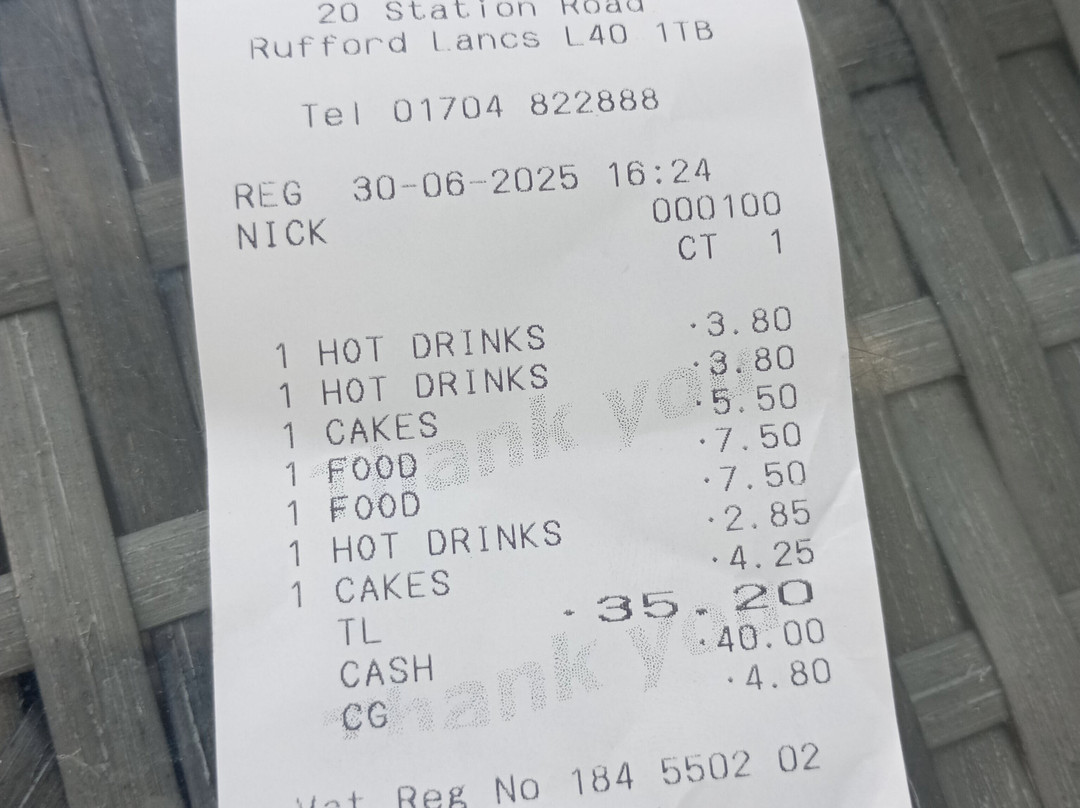 20 Station Road
Rufford Lancs L40 1TB
Tel 01704 822888
REG 30-06-2025 16:24
NICK 000100
CT 1
1 HOT DRINKS ·3.80
1 HOT DRINKS ·3.80
1 CAKES ·5.50
1 FOOD ·7.50
1 FOOD ·7.50
1 HOT DRINKS ·2.85
1 CAKES ·4.25
TL ·35.20
CASH ·40.00
CG ·4.80
Thank you
Thank you
Vat Reg No 184 5502 02